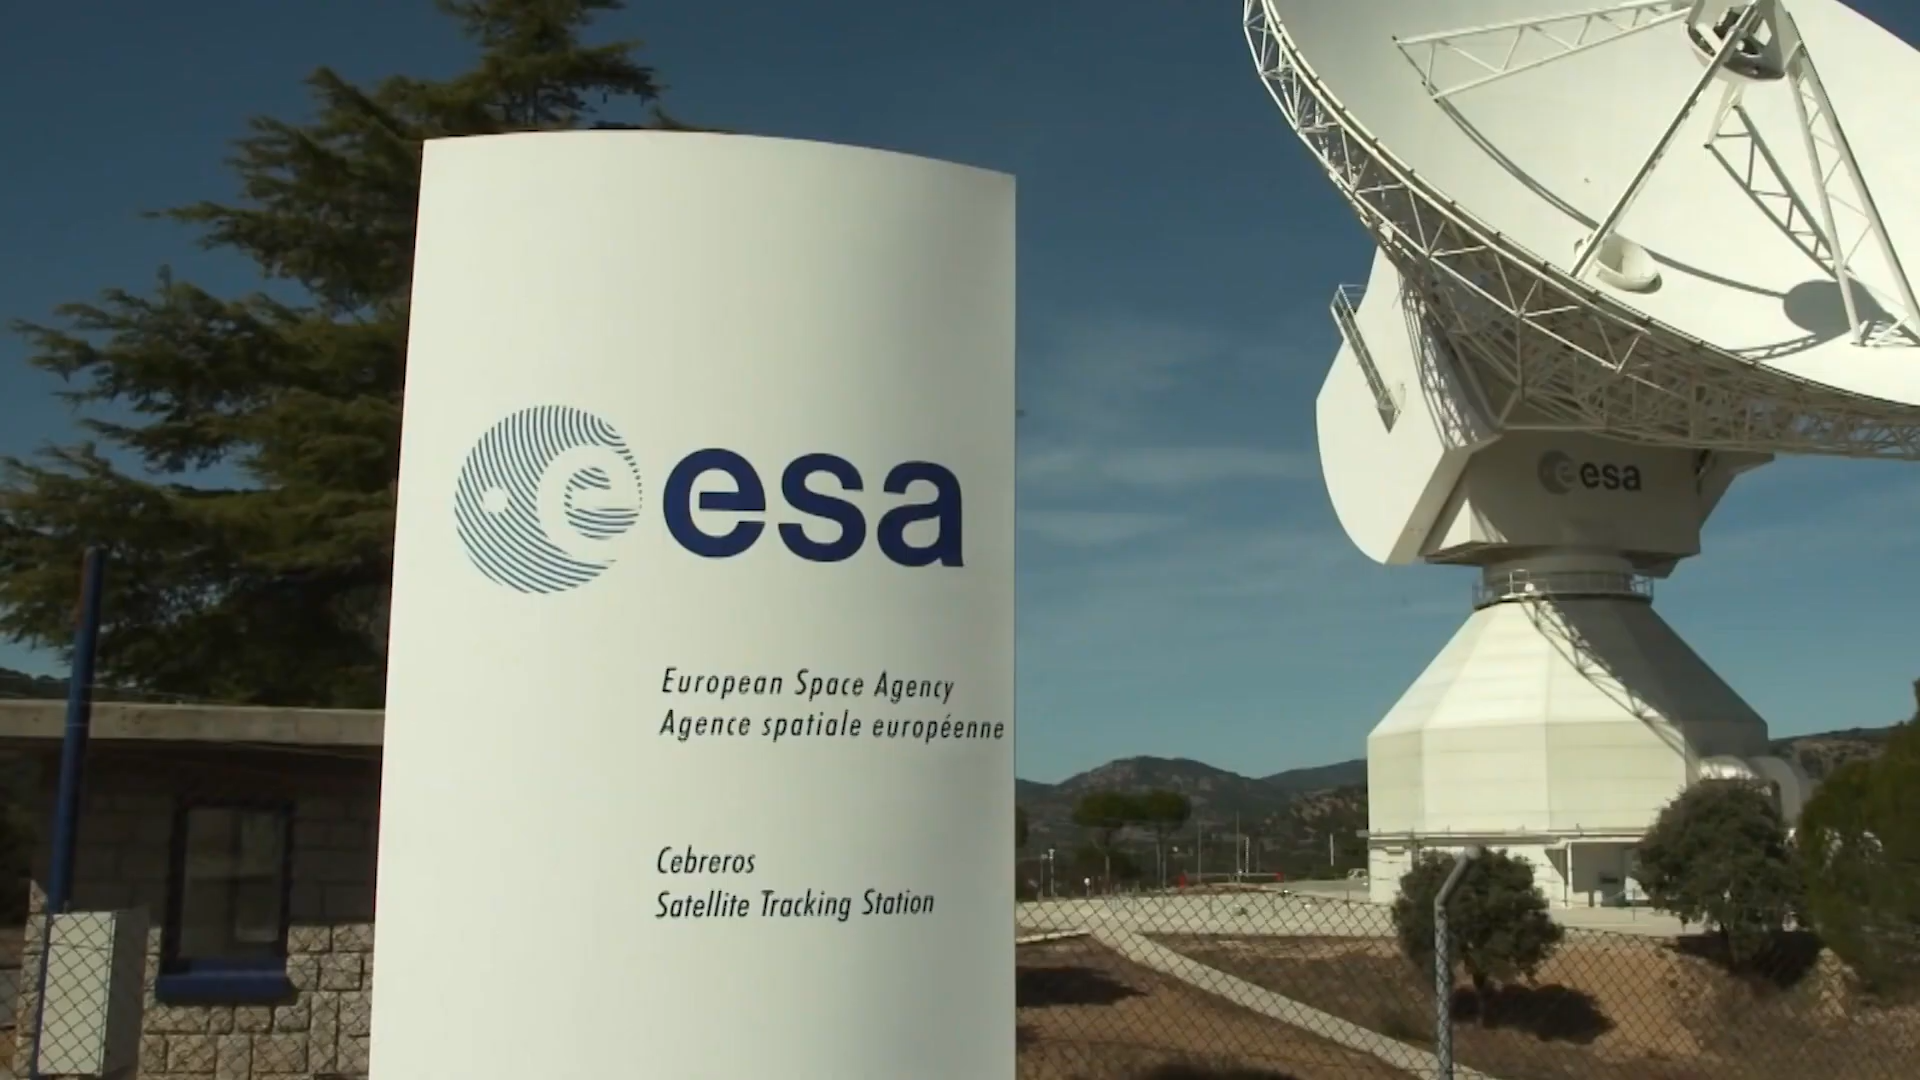 esa
European Space Agency
Agence spatiale européenne
Cebreros
Satellite Tracking Station
esa